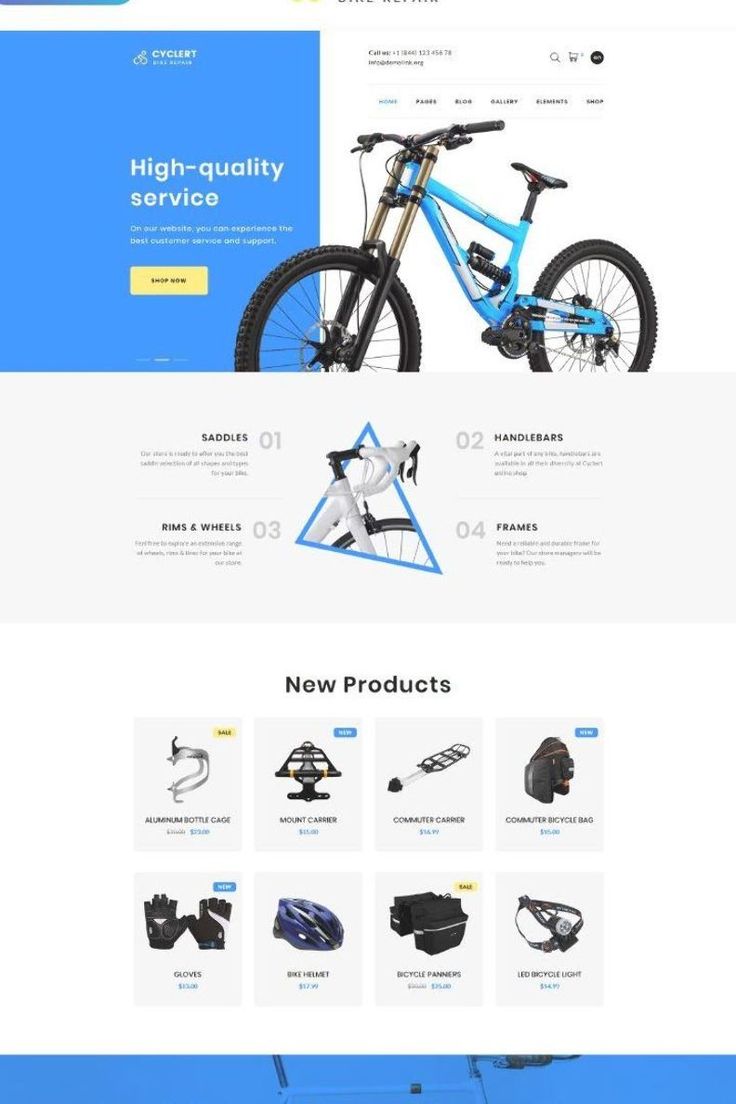 BIKE REPAIR
CYCLERT
BIKE REPAIR
Call us: +1 (844) 123 456 78
info@demolink.org
HOME PAGES BLOG GALLERY ELEMENTS SHOP
High-quality
service
On our website, you can experience the
best customer service and support.
SHOP NOW
SADDLES 01
Our store is ready to offer you the best
saddle selection of all shapes and types
for your bike.
02 HANDLEBARS
A vital part of any bike, handlebars are
available in all their diversity at Cyclert
online shop.
RIMS & WHEELS 03
Feel free to explore an extensive range
of wheels, rims & tires for your bike at
our store.
04 FRAMES
Need a reliable and durable frame for
your bike? Our store managers will be
ready to help you.
New Products
SALE
ALUMINUM BOTTLE CAGE
$23.00
NEW
MOUNT CARRIER
$15.00
COMMUTER CARRIER
$16.99
NEW
COMMUTER BICYCLE BAG
$15.00
NEW
GLOVES
$13.00
BIKE HELMET
$17.99
SALE
BICYCLE PANNIERS
$30.00 $25.00
LED BICYCLE LIGHT
$14.99